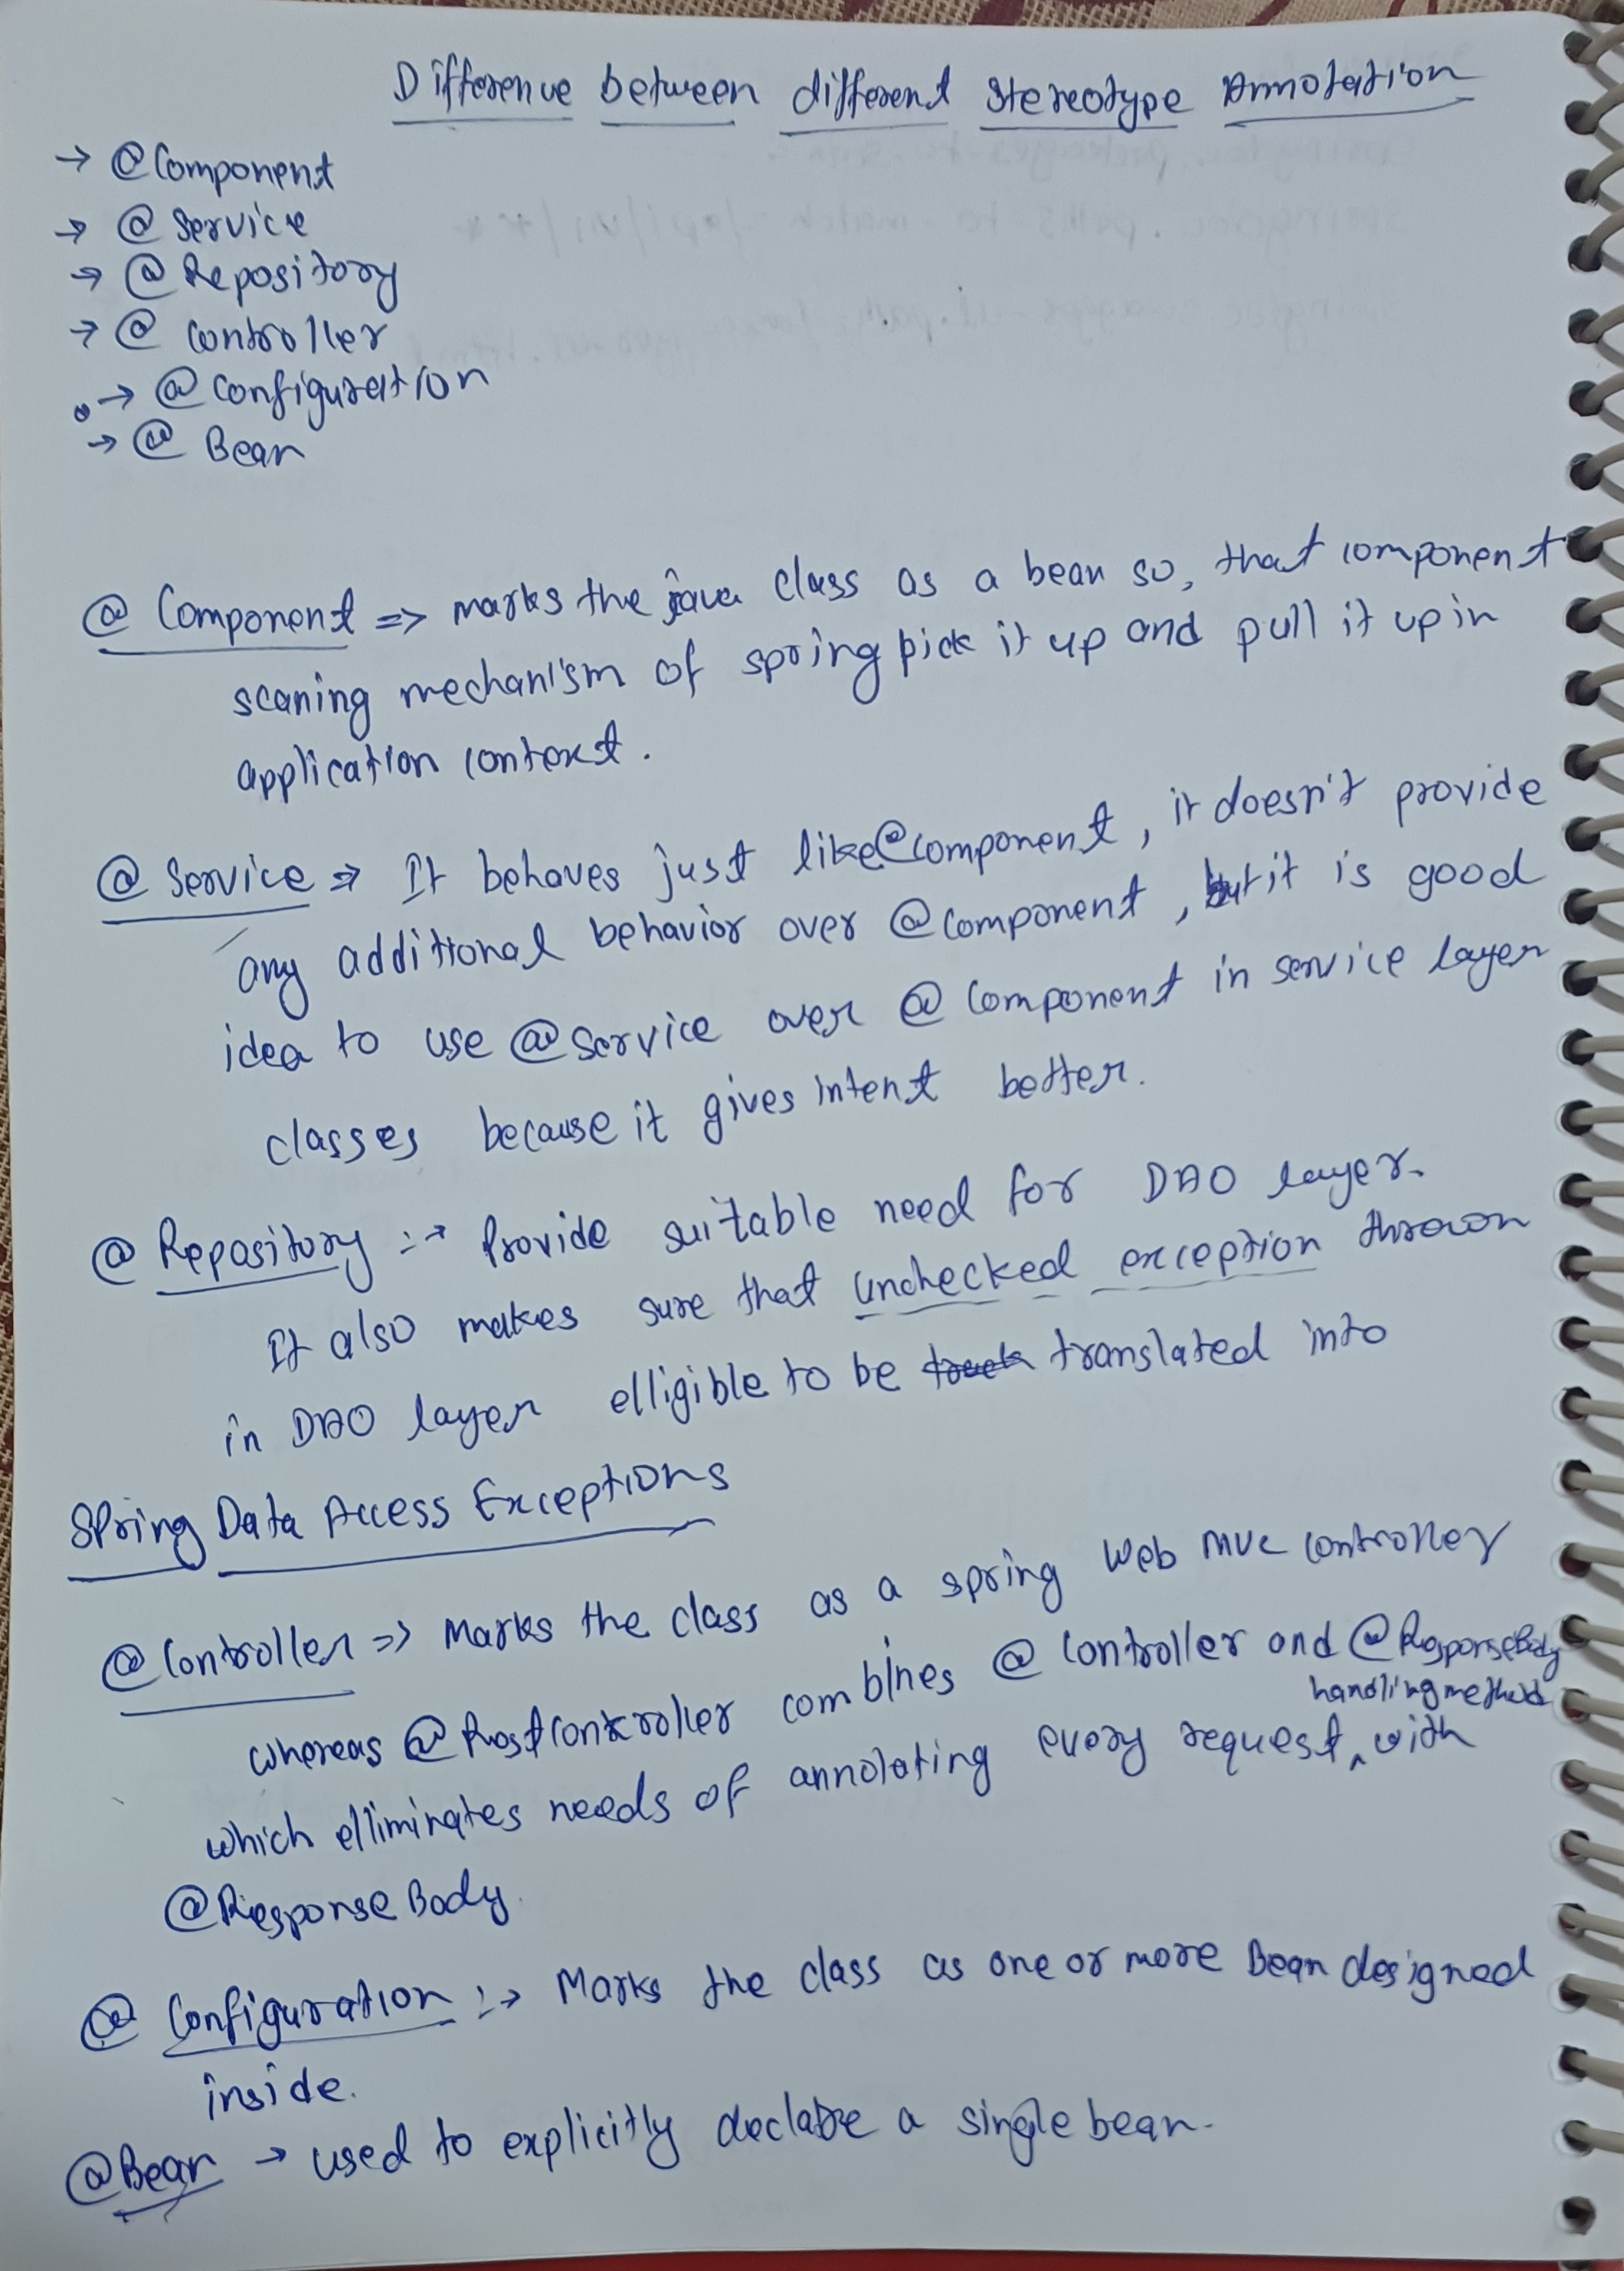 Difference between different Stereotype Annotation
→ @Component
→ @ Service
→ @ Repository
→ @ Controller
→ @ Configuration
→ @ Bean
@ Component => marks the java class as a bean so, that component
scaning mechanism of spring pick it up and pull it up in
application context.
@ Service => It behaves just like @component, it doesn't provide
any additional behavior over @component, but it is good
idea to use @service over @ Component in service layer
classes because it gives intent better.
@ Repository :→ Provide suitable need for DAO layer.
It also makes sure that unchecked exception thrown
in DAO layer elligible to be translated into
Spring Data Access Exceptions
@Controller => Marks the class as a spring Web MVC controller
whereas @RestController combines @ Controller and @ResponseBody
which elliminates needs of annotating every request handling methods with
@ResponseBody.
@ Configuration :→ Marks the class as one or more Bean designed
inside.
@Bean → used to explicitly declare a single bean.